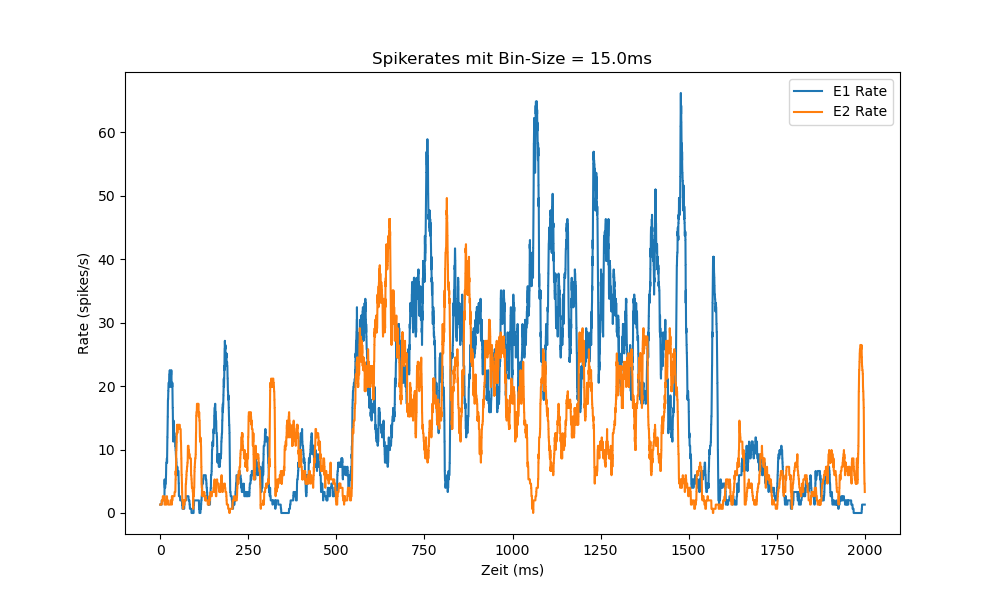 Spikerates mit Bin-Size = 15.0ms
E1 Rate
E2 Rate
60
50
40
30
20
10
0
Rate (spikes/s)
0 250 500 750 1000 1250 1500 1750 2000
Zeit (ms)